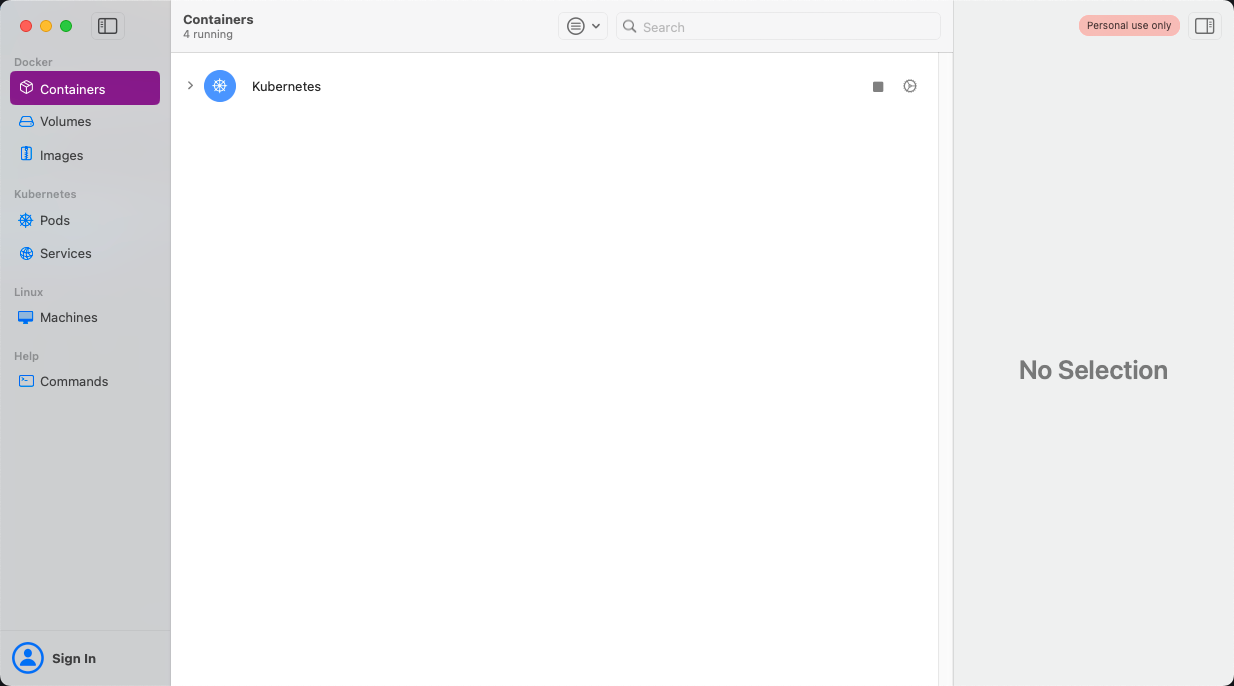 Docker
Containers
Volumes
Images
Kubernetes
Pods
Services
Linux
Machines
Help
Commands
Sign In
Containers
4 running
Search
Kubernetes
Personal use only
No Selection